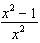 x² − 1
x²